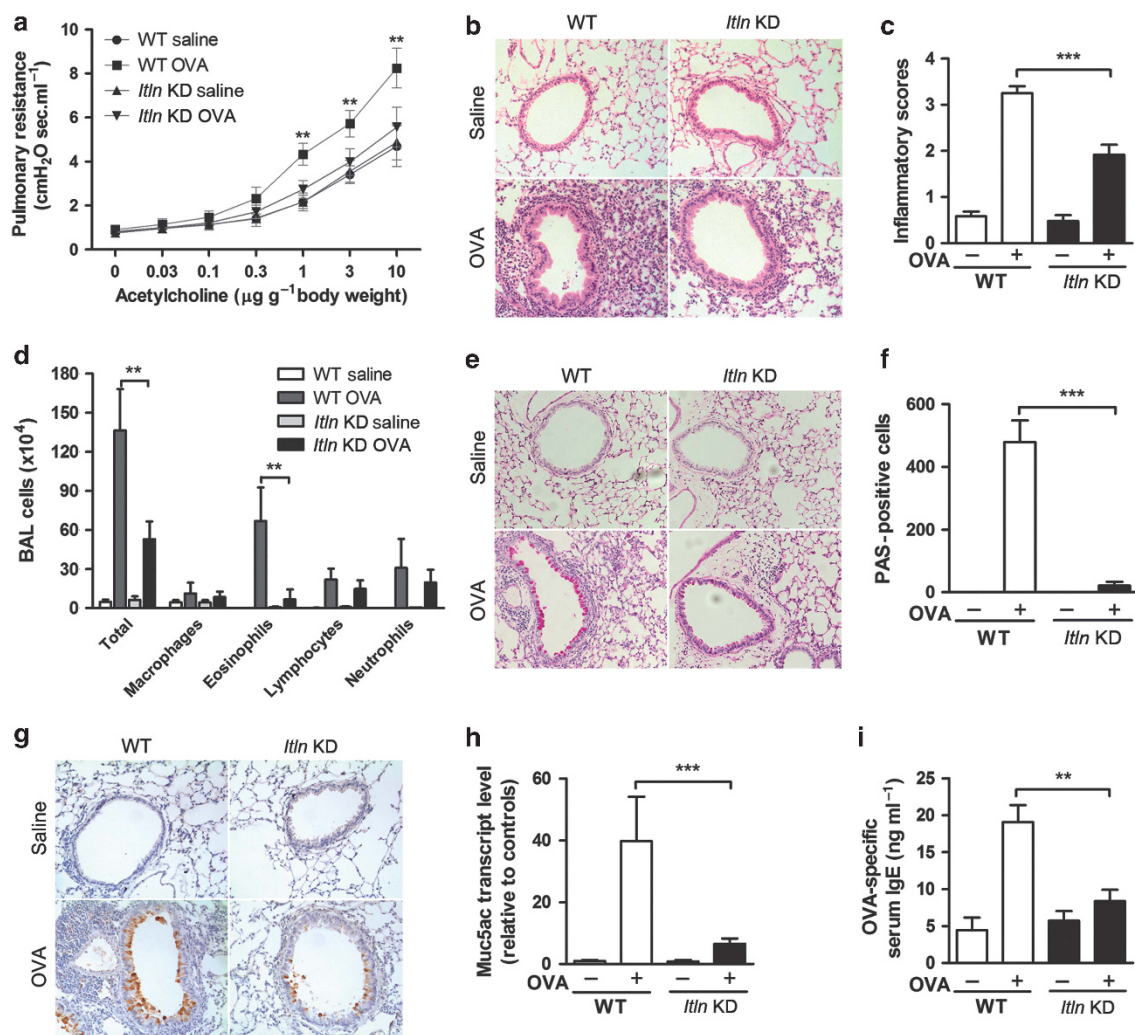 a
Pulmonary resistance
(cmH2O sec.ml−1)
10
8
6
4
2
0
WT saline
WT OVA
Itln KD saline
Itln KD OVA
**
**
**
0
0.03
0.1
0.3
1
3
10
Acetylcholine (µg g−1 body weight)
b
WT
Itln KD
Saline
OVA
c
Inflammatory scores
4
3
2
1
0
***
OVA − + − +
WT
Itln KD
d
BAL cells (x10⁴)
180
150
120
90
60
30
0
**
**
WT saline
WT OVA
Itln KD saline
Itln KD OVA
Total
Macrophages
Eosinophils
Lymphocytes
Neutrophils
e
WT
Itln KD
Saline
OVA
f
PAS-positive cells
600
400
200
0
***
OVA − + − +
WT
Itln KD
g
WT
Itln KD
Saline
OVA
h
Muc5ac transcript level
(relative to controls)
60
40
20
0
***
OVA − + − +
WT
Itln KD
i
OVA-specific
serum IgE (ng ml−1)
25
20
15
10
5
0
**
OVA − + − +
WT
Itln KD